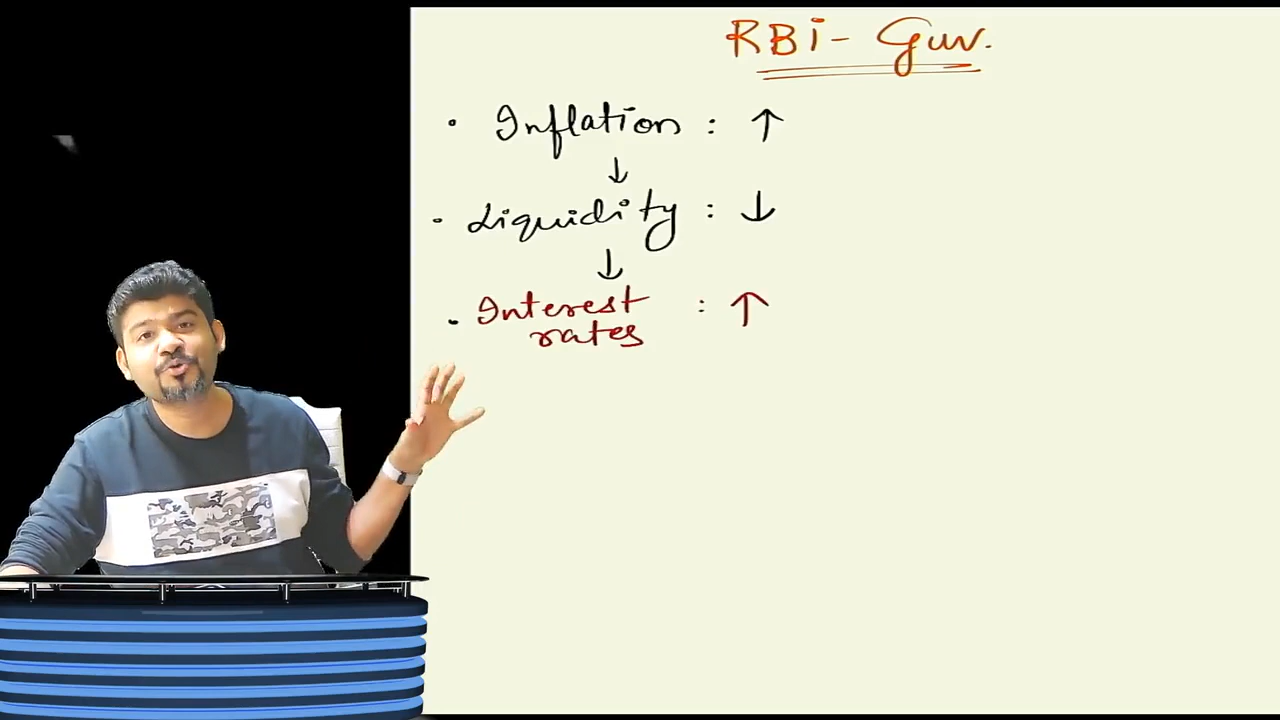 RBi - Guv.
• Inflation : ↑
↓
• Liquidity : ↓
↓
• Interest : ↑
rates